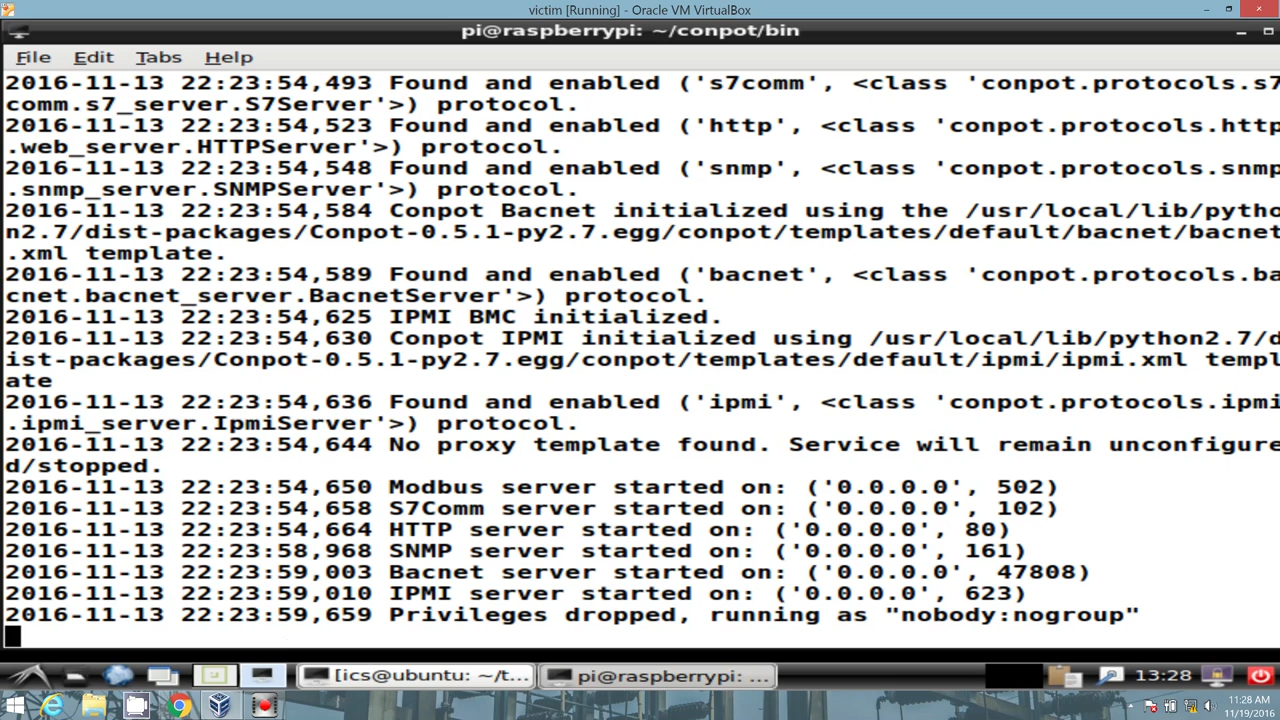 victim [Running] - Oracle VM VirtualBox
pi@raspberrypi: ~/conpot/bin
File Edit Tabs Help
2016-11-13 22:23:54,493 Found and enabled ('s7comm', <class 'conpot.protocols.s7
comm.s7_server.S7Server'>) protocol.
2016-11-13 22:23:54,523 Found and enabled ('http', <class 'conpot.protocols.http
.web_server.HTTPServer'>) protocol.
2016-11-13 22:23:54,548 Found and enabled ('snmp', <class 'conpot.protocols.snmp
.snmp_server.SNMPServer'>) protocol.
2016-11-13 22:23:54,584 Conpot Bacnet initialized using the /usr/local/lib/pytho
n2.7/dist-packages/Conpot-0.5.1-py2.7.egg/conpot/templates/default/bacnet/bacnet
.xml template.
2016-11-13 22:23:54,589 Found and enabled ('bacnet', <class 'conpot.protocols.ba
cnet.bacnet_server.BacnetServer'>) protocol.
2016-11-13 22:23:54,625 IPMI BMC initialized.
2016-11-13 22:23:54,630 Conpot IPMI initialized using /usr/local/lib/python2.7/d
ist-packages/Conpot-0.5.1-py2.7.egg/conpot/templates/default/ipmi/ipmi.xml templ
ate
2016-11-13 22:23:54,636 Found and enabled ('ipmi', <class 'conpot.protocols.ipmi
.ipmi_server.IpmiServer'>) protocol.
2016-11-13 22:23:54,644 No proxy template found. Service will remain unconfigure
d/stopped.
2016-11-13 22:23:54,650 Modbus server started on: ('0.0.0.0', 502)
2016-11-13 22:23:54,658 S7Comm server started on: ('0.0.0.0', 102)
2016-11-13 22:23:54,664 HTTP server started on: ('0.0.0.0', 80)
2016-11-13 22:23:58,968 SNMP server started on: ('0.0.0.0', 161)
2016-11-13 22:23:59,003 Bacnet server started on: ('0.0.0.0', 47808)
2016-11-13 22:23:59,010 IPMI server started on: ('0.0.0.0', 623)
2016-11-13 22:23:59,659 Privileges dropped, running as "nobody:nogroup"
[ics@ubuntu: ~/t... pi@raspberrypi: ... 13:28
11:28 AM
11/19/2016